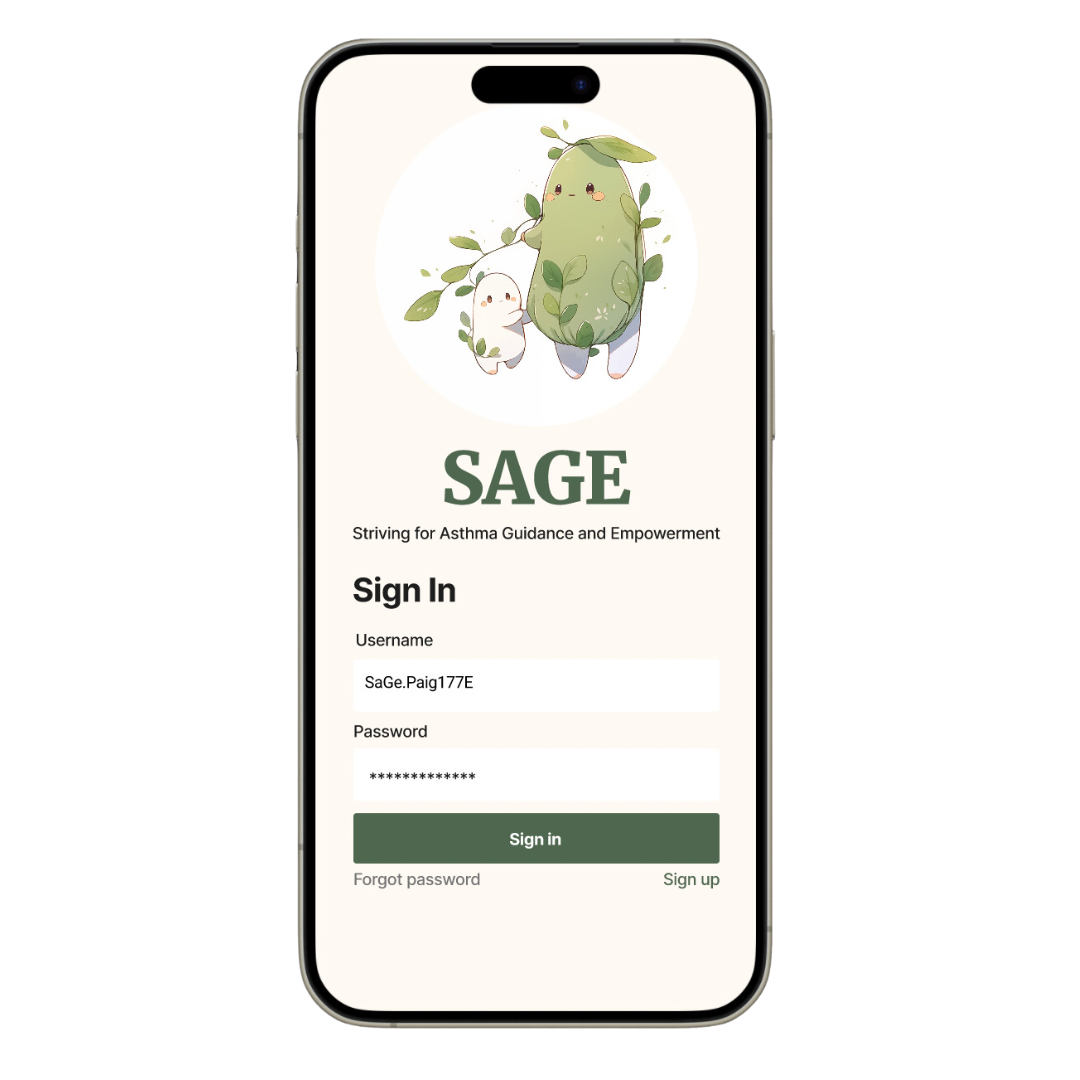 SAGE
Striving for Asthma Guidance and Empowerment
Sign In
Username
SaGe.Paig177E
Password
*************
Sign in
Forgot password
Sign up